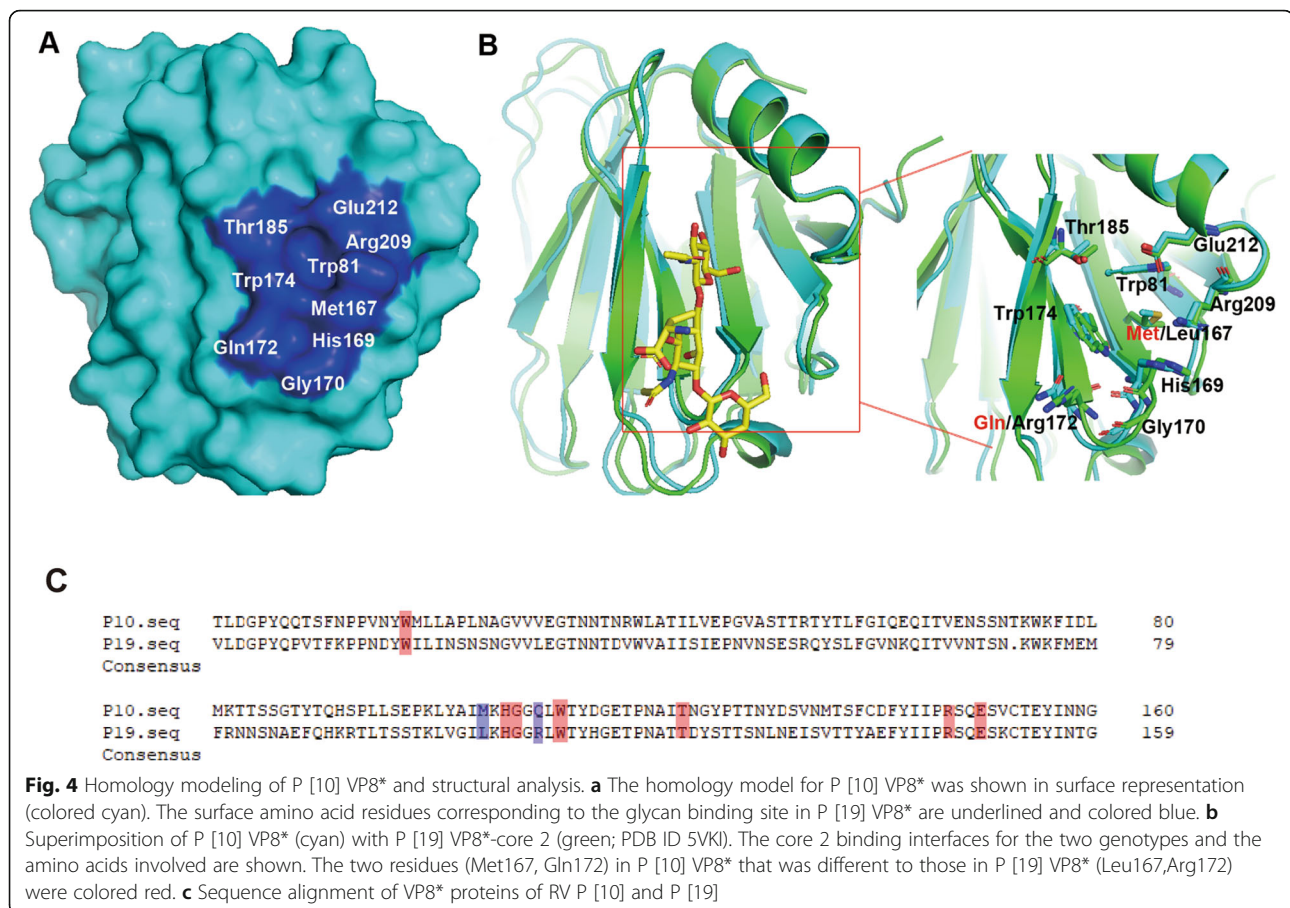 A
Thr185
Glu212
Arg209
Trp81
Trp174
Met167
Gln172
His169
Gly170
B
Thr185
Glu212
Trp81
Arg209
Trp174
Met/Leu167
His169
Gln/Arg172
Gly170
C
P10.seq TLDGPYQQTSFNPPVNYWMLLAPLNAGVVVEGTNNTNRWLATILVEPGVASTTRTYTLFGIQEQITVENSSNTKWKFIDL 80
P19.seq VLDGPYQPVTFKPPNDYWILINSNSNGVVLEGTNNTDVWVAIISIEPNVNSESRQYSLFGVNKQITVVNTSN.KWKFMEM 79
Consensus
P10.seq MKTTSSGTYTQHSPLLSEPKLYAIMKHGGQLWTYDGETPNAITNGYPTTNYDSVNMTSFCDFYIIPRSQESVCTEYINNG 160
P19.seq FRNNSNAEFQHKRTLTSSTKLVGILKHGGRLWTYHGETPNATTDYSTTSNLNEISVTTYAEFYIIPRSQESKCTEYINTG 159
Consensus
Fig. 4 Homology modeling of P [10] VP8* and structural analysis. a The homology model for P [10] VP8* was shown in surface representation
(colored cyan). The surface amino acid residues corresponding to the glycan binding site in P [19] VP8* are underlined and colored blue. b
Superimposition of P [10] VP8* (cyan) with P [19] VP8*-core 2 (green; PDB ID 5VKI). The core 2 binding interfaces for the two genotypes and the
amino acids involved are shown. The two residues (Met167, Gln172) in P [10] VP8* that was different to those in P [19] VP8* (Leu167,Arg172)
were colored red. c Sequence alignment of VP8* proteins of RV P [10] and P [19]